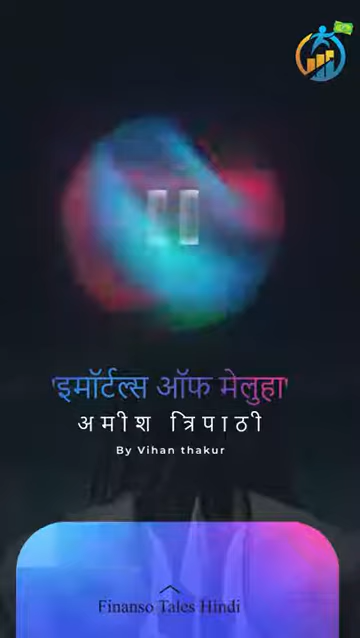 'इमॉर्टल्स ऑफ मेलुहा'
अमीश त्रिपाठी
By Vihan thakur
Finanso Tales Hindi